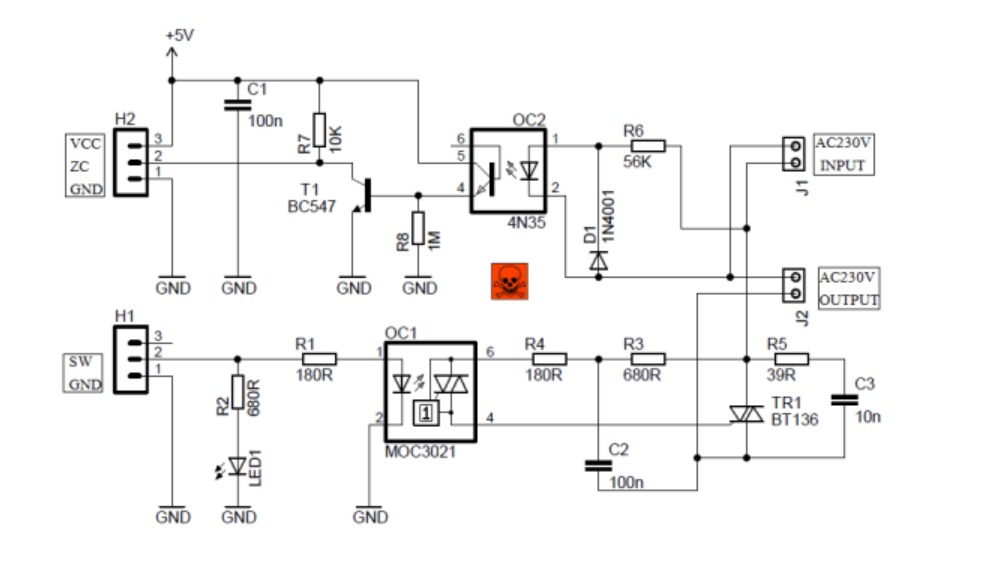 +5V
C1
100n
R7
10K
H2
VCC
ZC
GND
3
2
1
T1
BC547
R8
1M
OC2
6
5
4
1
2
4N35
R6
56K
D1
1N4001
AC230V
INPUT
J1
AC230V
OUTPUT
J2
GND
GND
GND
GND
H1
SW
GND
3
2
1
R1
180R
R2
680R
LED1
OC1
1
2
6
4
1
MOC3021
R4
180R
R3
680R
R5
39R
C3
10n
TR1
BT136
C2
100n
GND
GND
GND